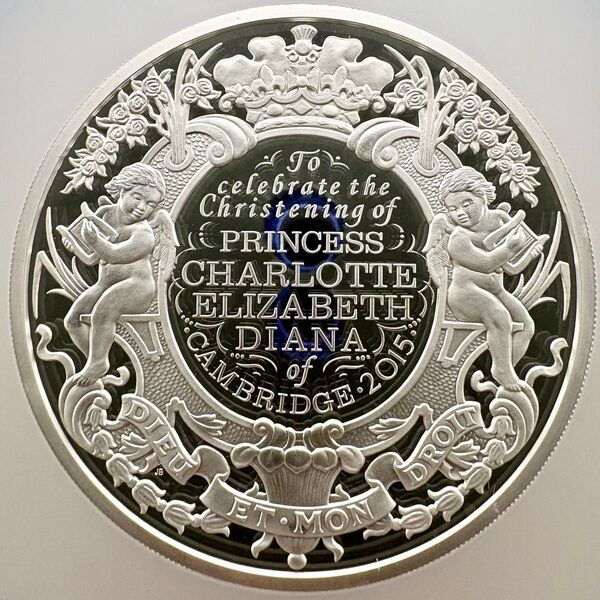 To
celebrate the
Christening of
PRINCESS
CHARLOTTE
ELIZABETH
DIANA
of
CAMBRIDGE · 2015
DIEU ET · MON DROIT
JB